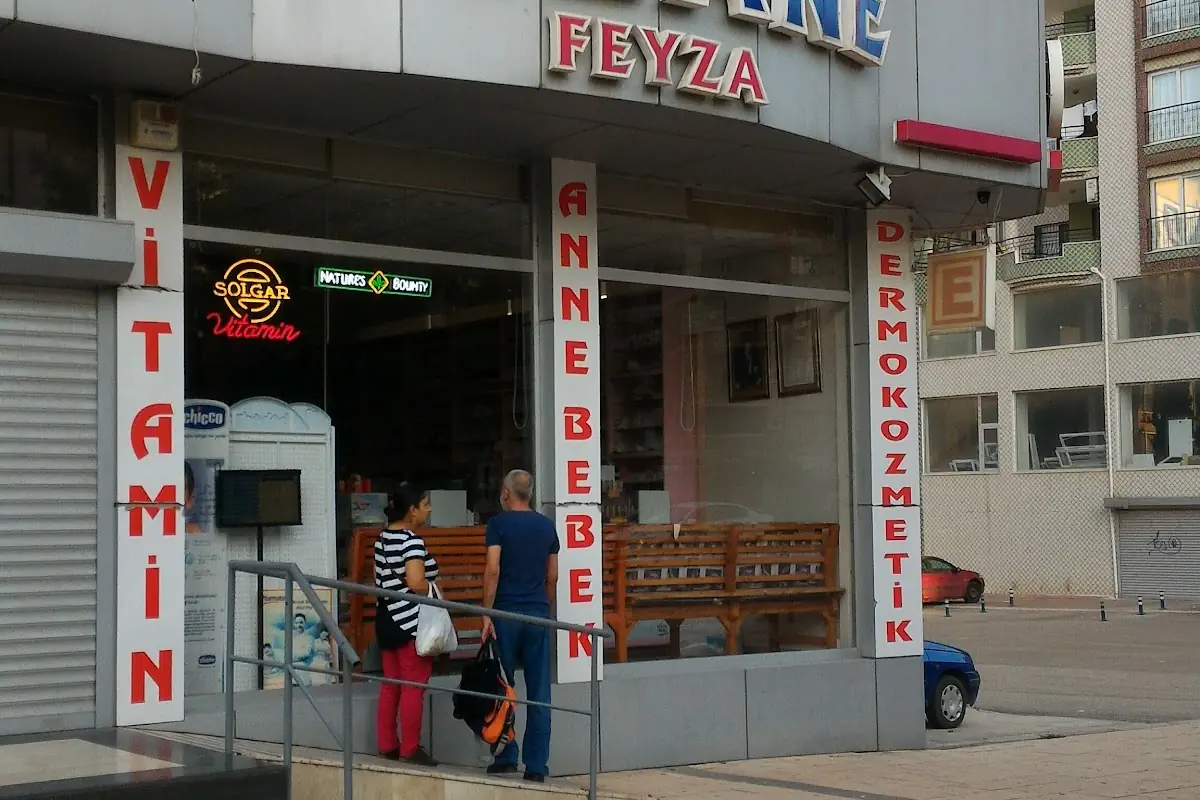 FEYZA
VİTAMİN
SOLGAR
Vitamin
NATURES BOUNTY
ANNE BEBEK
DERMOKOZMETİK
E
chicco